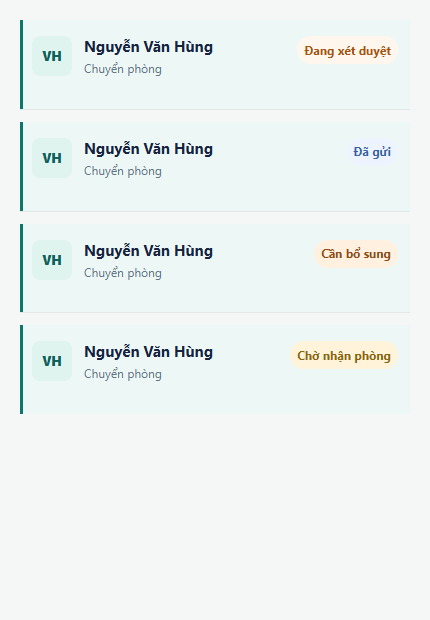 VH
Nguyễn Văn Hùng
Đang xét duyệt
Chuyển phòng
VH
Nguyễn Văn Hùng
Đã gửi
Chuyển phòng
VH
Nguyễn Văn Hùng
Cần bổ sung
Chuyển phòng
VH
Nguyễn Văn Hùng
Chờ nhận phòng
Chuyển phòng